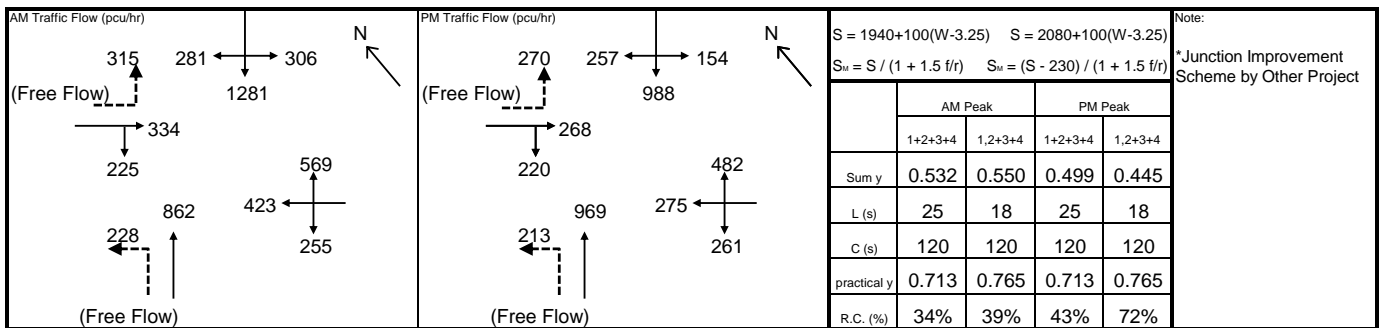 AM Traffic Flow (pcu/hr)
N
315
281
306
(Free Flow)
1281
334
225
569
862
423
228
255
(Free Flow)
PM Traffic Flow (pcu/hr)
N
270
257
154
(Free Flow)
988
268
220
482
969
275
213
261
(Free Flow)
S = 1940+100(W-3.25) S = 2080+100(W-3.25)
SM = S / (1 + 1.5 f/r) SM = (S - 230) / (1 + 1.5 f/r)
AM Peak PM Peak
1+2+3+4 1,2+3+4 1+2+3+4 1,2+3+4
Sum y 0.532 0.550 0.499 0.445
L (s) 25 18 25 18
C (s) 120 120 120 120
practical y 0.713 0.765 0.713 0.765
R.C. (%) 34% 39% 43% 72%
Note:
*Junction Improvement
Scheme by Other Project